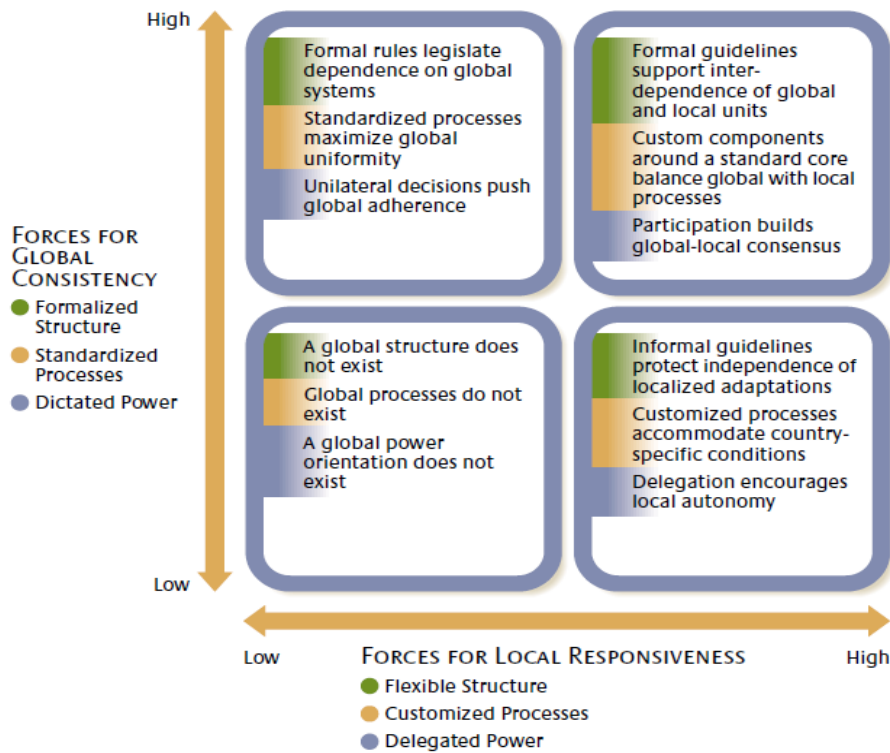 High
Formal rules legislate
dependence on global
systems
Standardized processes
maximize global
uniformity
Unilateral decisions push
global adherence
Formal guidelines
support inter-
dependence of global
and local units
Custom components
around a standard core
balance global with local
processes
Participation builds
global-local consensus
FORCES FOR
GLOBAL
CONSISTENCY
Formalized
Structure
Standardized
Processes
Dictated Power
A global structure does
not exist
Global processes do not
exist
A global power
orientation does not
exist
Informal guidelines
protect independence of
localized adaptations
Customized processes
accommodate country-
specific conditions
Delegation encourages
local autonomy
Low
Low
FORCES FOR LOCAL RESPONSIVENESS
High
Flexible Structure
Customized Processes
Delegated Power